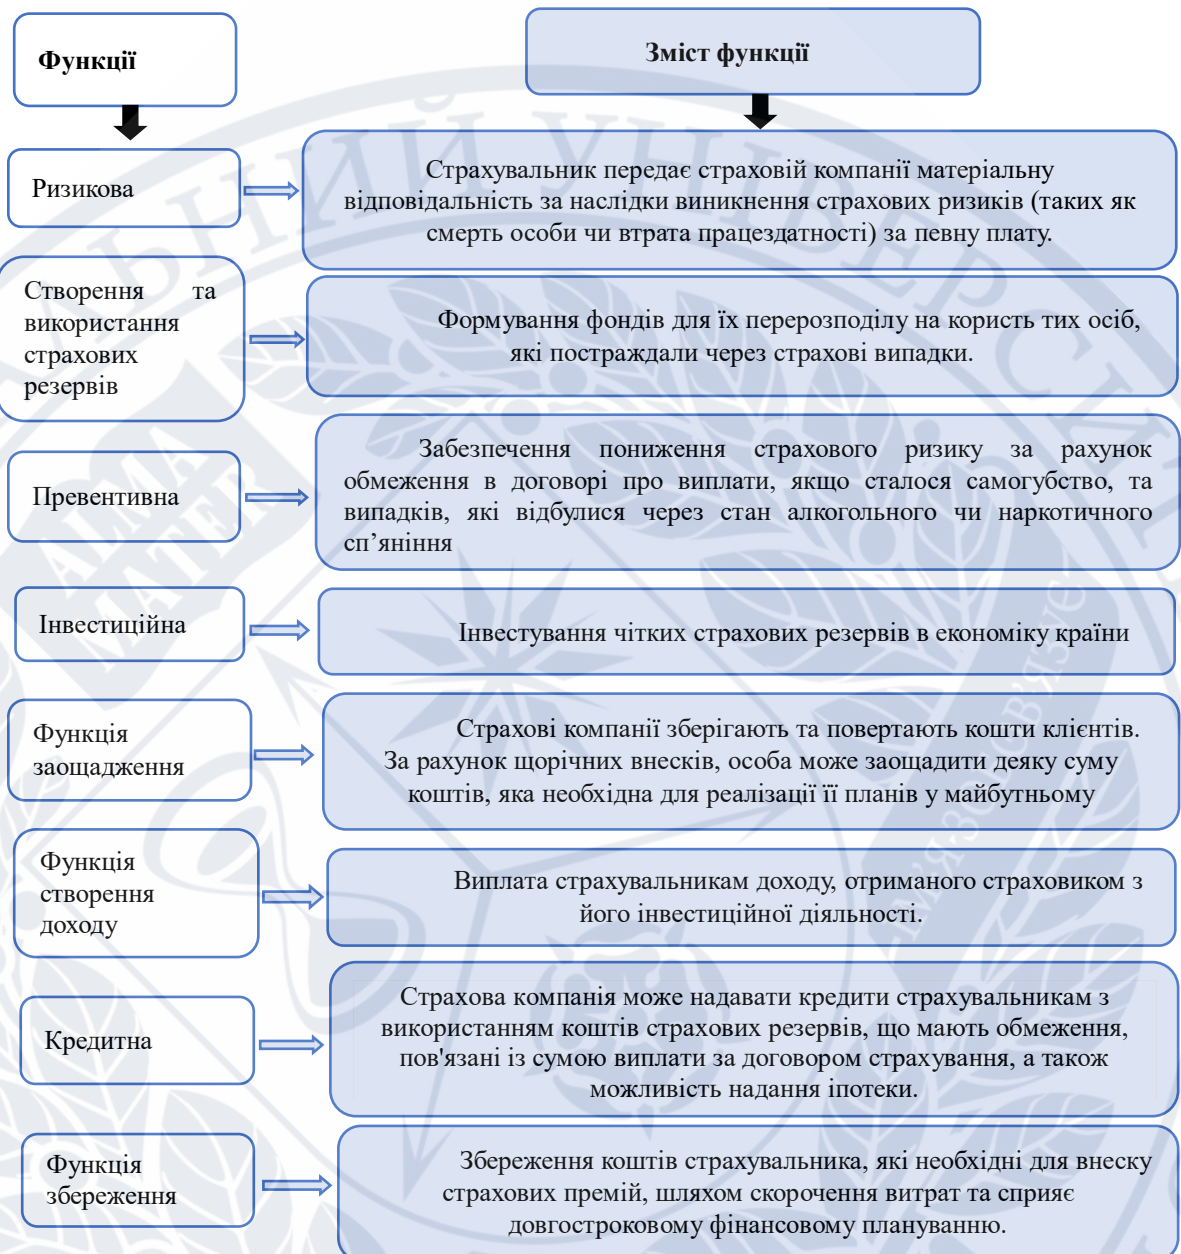 Функції
Зміст функції
Ризикова
Страхувальник передає страховій компанії матеріальну
відповідальність за наслідки виникнення страхових ризиків (таких як
смерть особи чи втрата працездатності) за певну плату.
Створення та
використання
страхових
резервів
Формування фондів для їх перерозподілу на користь тих осіб,
які постраждали через страхові випадки.
Превентивна
Забезпечення пониження страхового ризику за рахунок
обмеження в договорі про виплати, якщо сталося самогубство, та
випадків, які відбулися через стан алкогольного чи наркотичного
сп’яніння
Інвестиційна
Інвестування чітких страхових резервів в економіку країни
Функція
заощадження
Страхові компанії зберігають та повертають кошти клієнтів.
За рахунок щорічних внесків, особа може заощадити деяку суму
коштів, яка необхідна для реалізації її планів у майбутньому
Функція
створення
доходу
Виплата страхувальникам доходу, отриманого страховиком з
його інвестиційної діяльності.
Кредитна
Страхова компанія може надавати кредити страхувальникам з
використанням коштів страхових резервів, що мають обмеження,
пов'язані із сумою виплати за договором страхування, а також
можливість надання іпотеки.
Функція
збереження
Збереження коштів страхувальника, які необхідні для внеску
страхових премій, шляхом скорочення витрат та сприяє
довгостроковому фінансовому плануванню.
ALMA
MATER